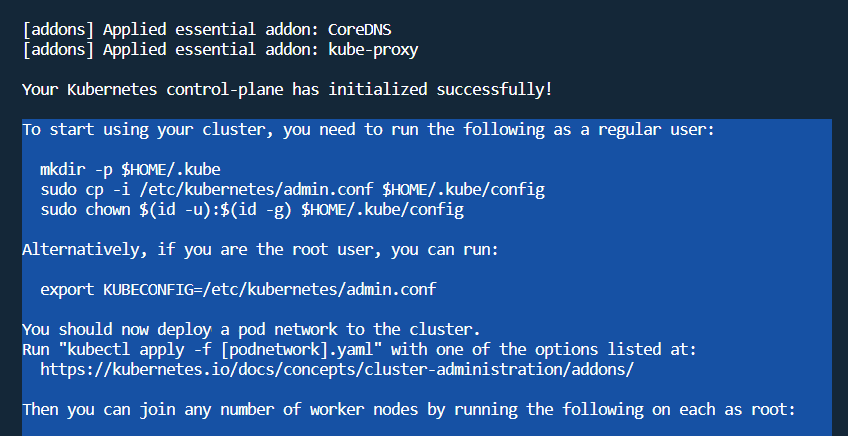 [addons] Applied essential addon: CoreDNS
[addons] Applied essential addon: kube-proxy
Your Kubernetes control-plane has initialized successfully!
To start using your cluster, you need to run the following as a regular user:
mkdir -p $HOME/.kube
sudo cp -i /etc/kubernetes/admin.conf $HOME/.kube/config
sudo chown $(id -u):$(id -g) $HOME/.kube/config
Alternatively, if you are the root user, you can run:
export KUBECONFIG=/etc/kubernetes/admin.conf
You should now deploy a pod network to the cluster.
Run "kubectl apply -f [podnetwork].yaml" with one of the options listed at:
https://kubernetes.io/docs/concepts/cluster-administration/addons/
Then you can join any number of worker nodes by running the following on each as root: